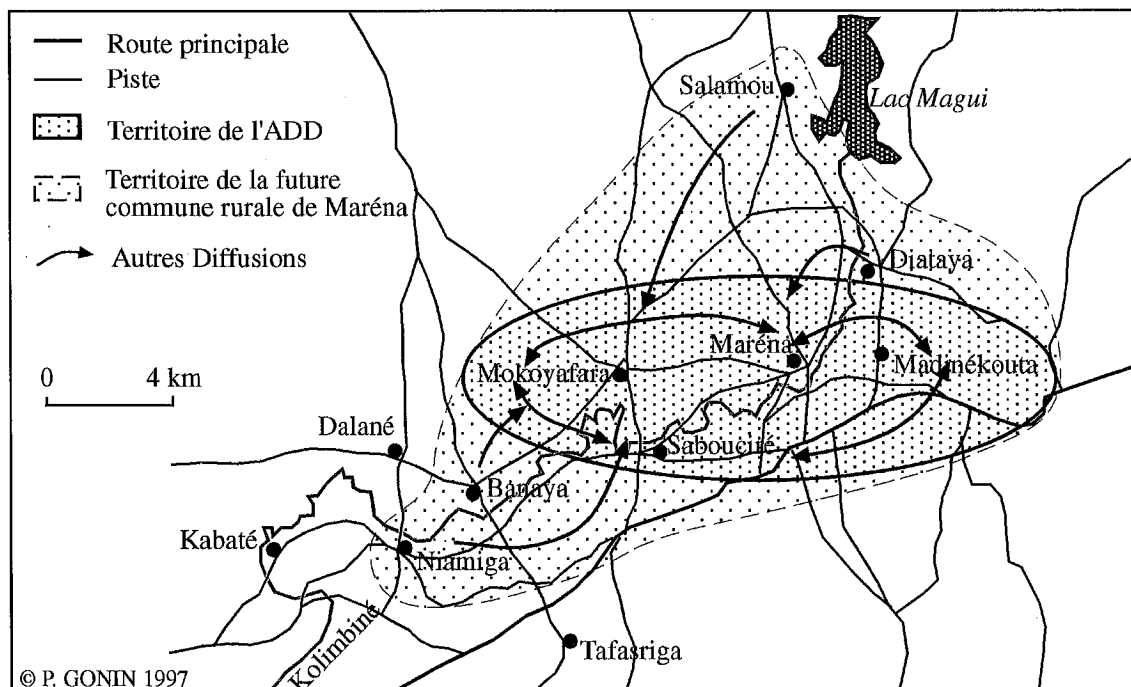 Route principale
Piste
Territoire de l'ADD
Territoire de la future
commune rurale de Maréna
Autres Diffusions
Salamou
Lac Magui
Diataya
Maréna
Madinékouta
Mokoyafara
0 4 km
Dalané
Saboucité
Banaya
Kabaté
Niamiga
Kolimbiné
Tafasriga
© P. GONIN 1997